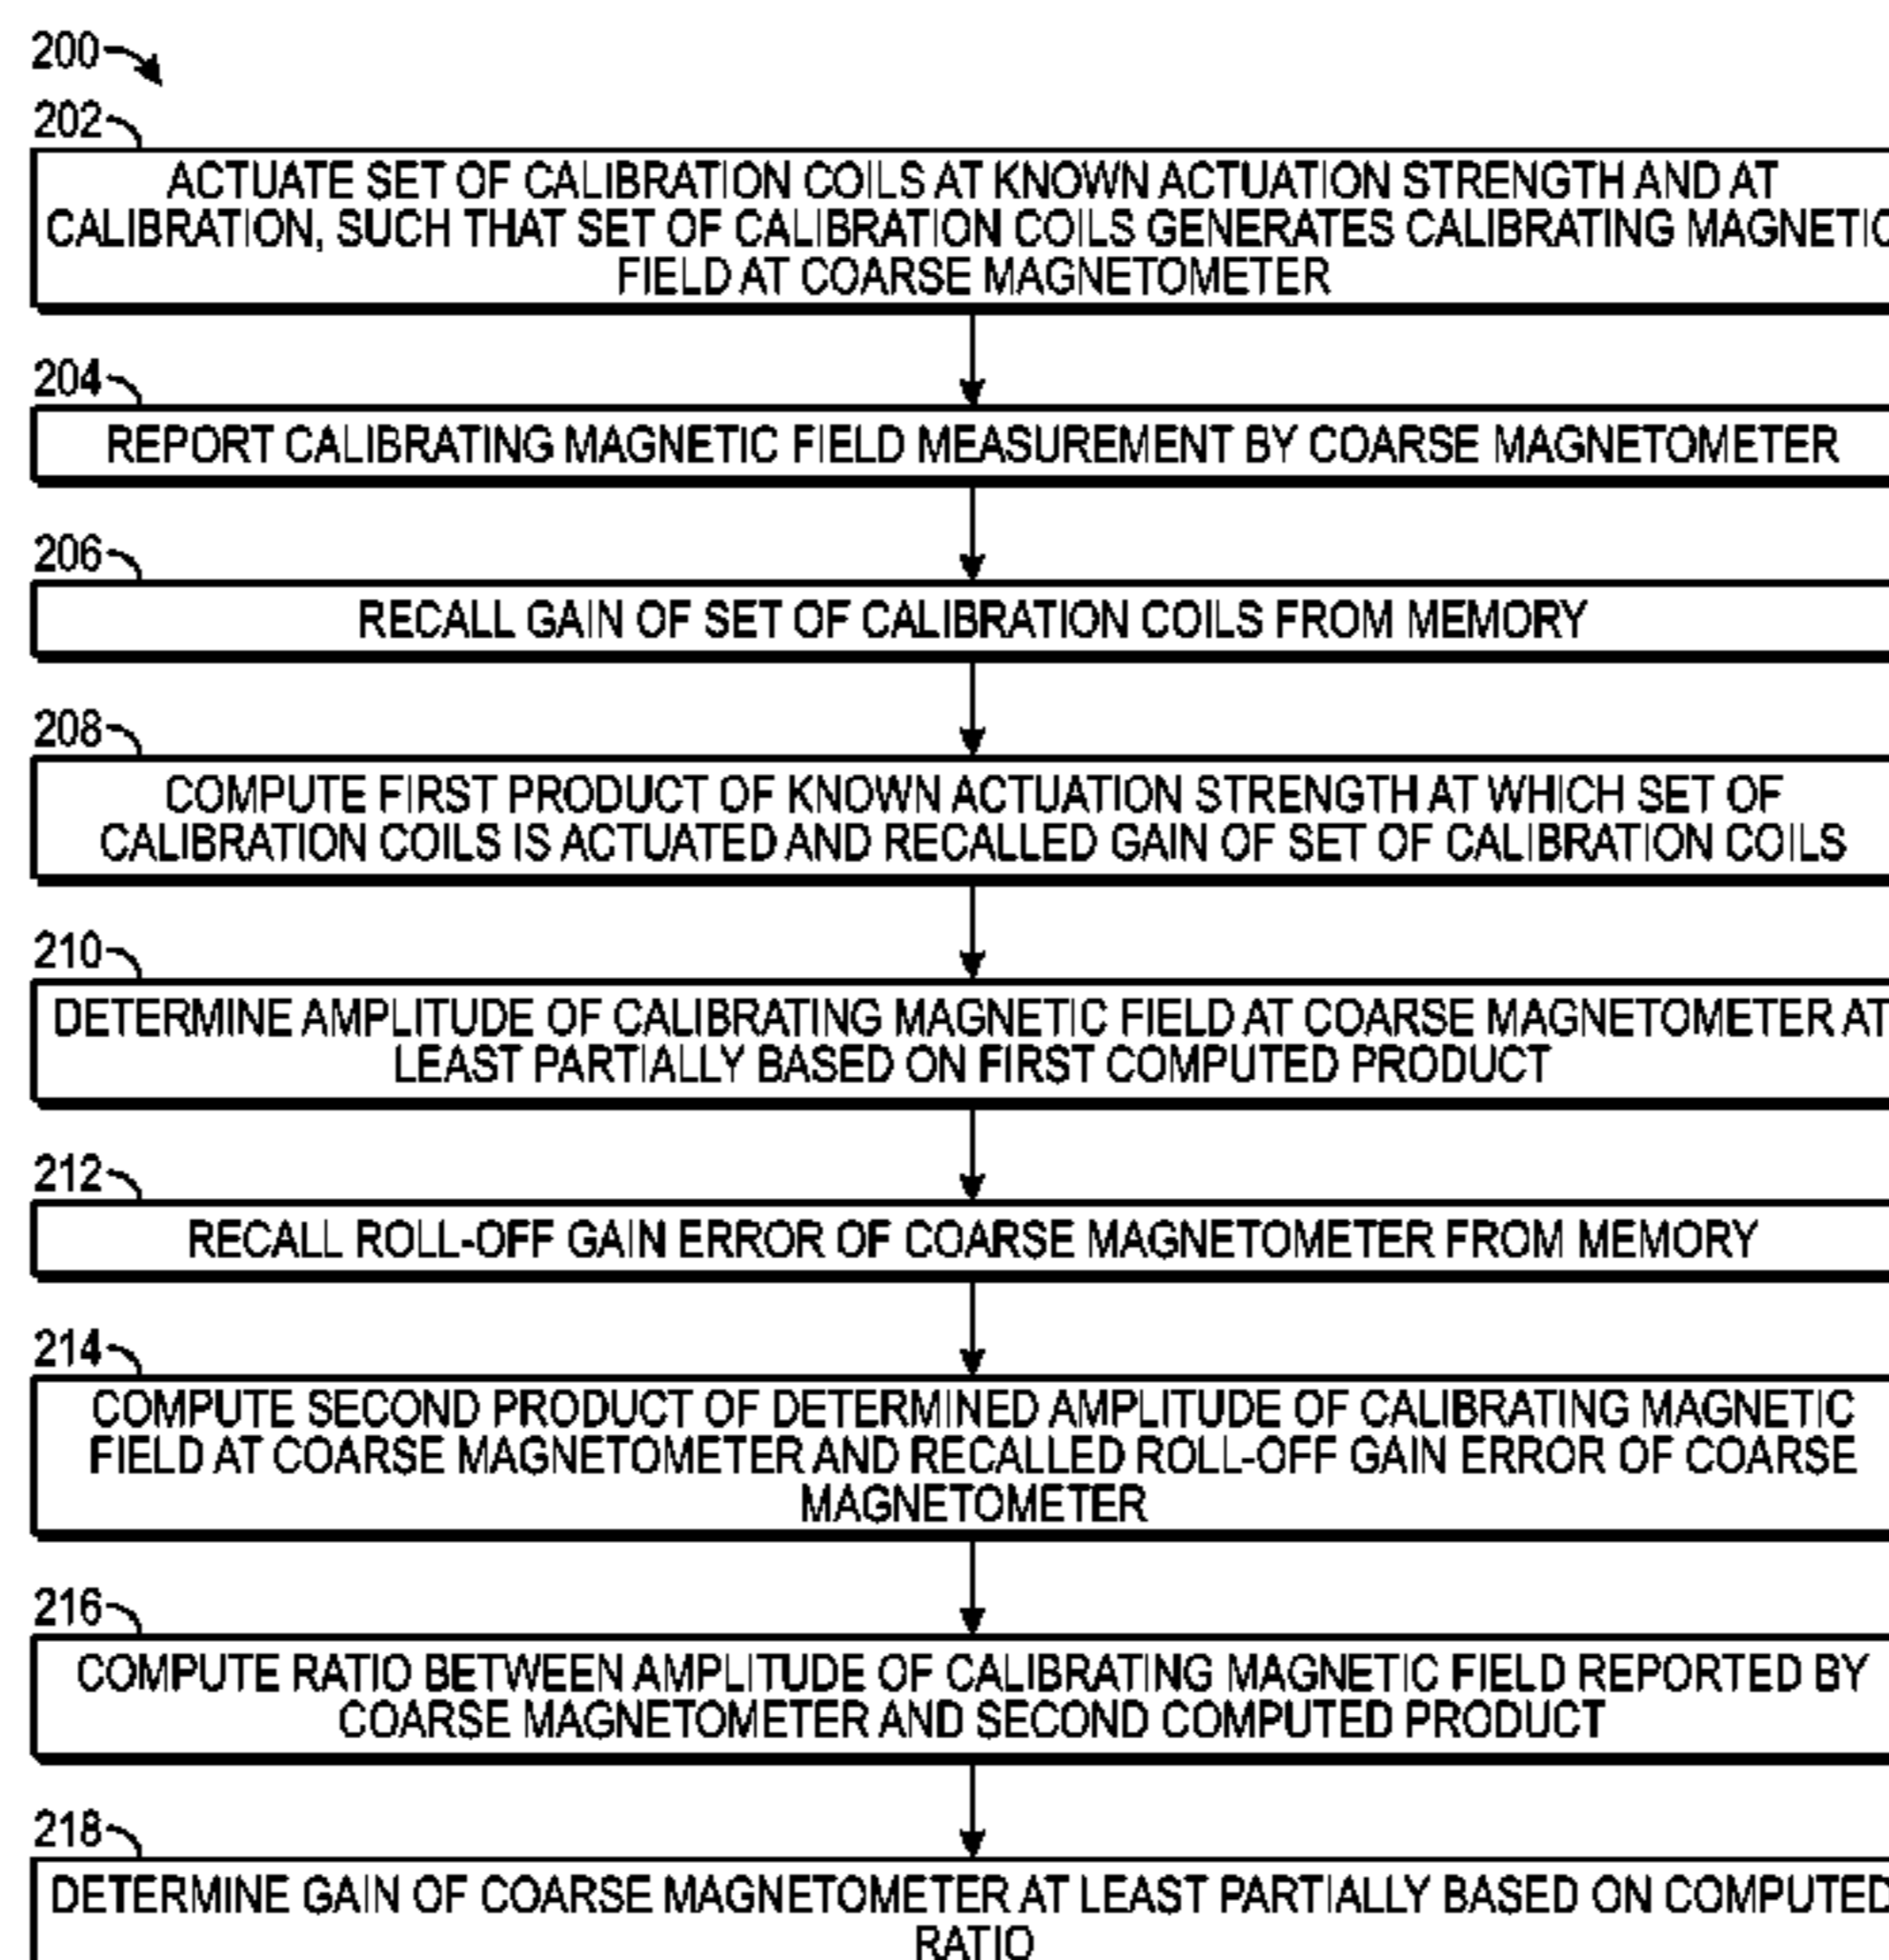 200
202
ACTUATE SET OF CALIBRATION COILS AT KNOWN ACTUATION STRENGTH AND AT
CALIBRATION, SUCH THAT SET OF CALIBRATION COILS GENERATES CALIBRATING MAGNETIC
FIELD AT COARSE MAGNETOMETER
204
REPORT CALIBRATING MAGNETIC FIELD MEASUREMENT BY COARSE MAGNETOMETER
206
RECALL GAIN OF SET OF CALIBRATION COILS FROM MEMORY
208
COMPUTE FIRST PRODUCT OF KNOWN ACTUATION STRENGTH AT WHICH SET OF
CALIBRATION COILS IS ACTUATED AND RECALLED GAIN OF SET OF CALIBRATION COILS
210
DETERMINE AMPLITUDE OF CALIBRATING MAGNETIC FIELD AT COARSE MAGNETOMETER AT
LEAST PARTIALLY BASED ON FIRST COMPUTED PRODUCT
212
RECALL ROLL-OFF GAIN ERROR OF COARSE MAGNETOMETER FROM MEMORY
214
COMPUTE SECOND PRODUCT OF DETERMINED AMPLITUDE OF CALIBRATING MAGNETIC
FIELD AT COARSE MAGNETOMETER AND RECALLED ROLL-OFF GAIN ERROR OF COARSE
MAGNETOMETER
216
COMPUTE RATIO BETWEEN AMPLITUDE OF CALIBRATING MAGNETIC FIELD REPORTED BY
COARSE MAGNETOMETER AND SECOND COMPUTED PRODUCT
218
DETERMINE GAIN OF COARSE MAGNETOMETER AT LEAST PARTIALLY BASED ON COMPUTED
RATIO